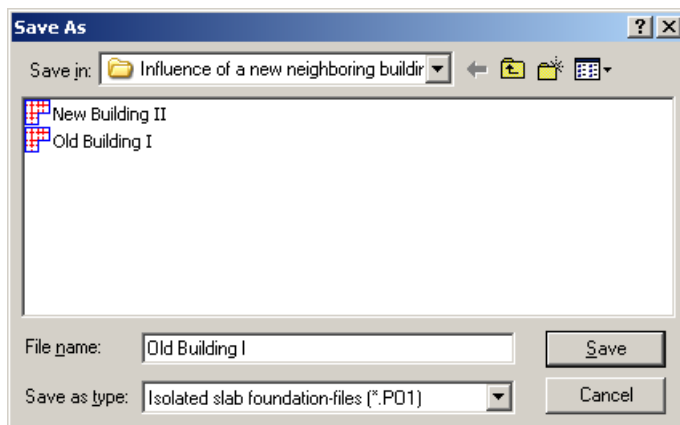 Save As
Save in: Influence of a new neighboring buildir
New Building II
Old Building I
File name: Old Building I Save
Save as type: Isolated slab foundation-files (*.PO1) Cancel